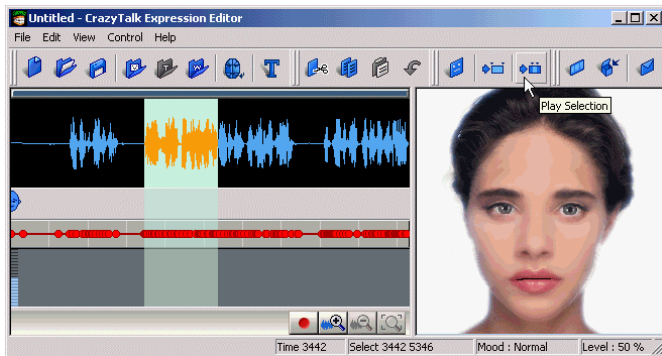 Untitled - CrazyTalk Expression Editor
File Edit View Control Help
T
Play Selection
Time 3442 Select 3442 5346 Mood : Normal Level : 50 %